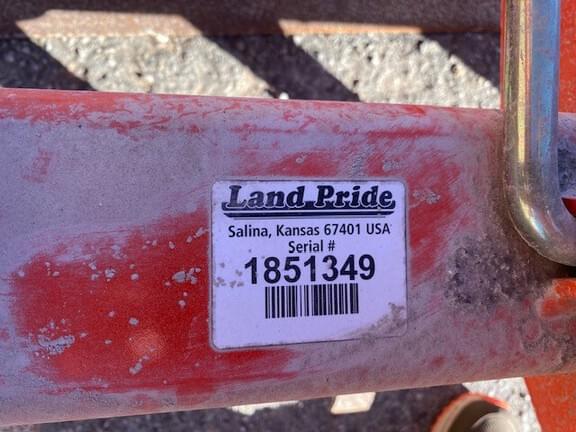 Land Pride
Salina, Kansas 67401 USA
Serial #
1851349